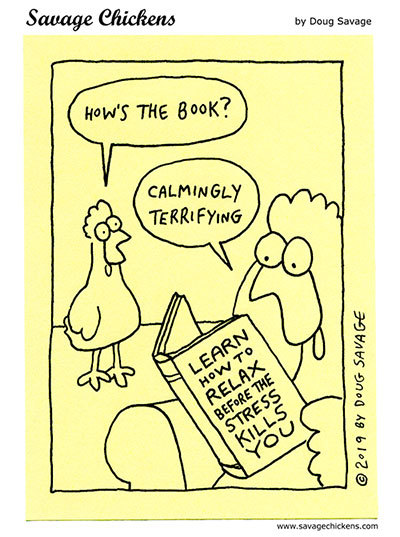 Savage Chickens
by Doug Savage
HOW'S THE BOOK?
CALMINGLY
TERRIFYING
LEARN
HOW TO
RELAX
BEFORE THE
STRESS
KILLS
YOU
©2019 BY DOUG SAVAGE
www.savagechickens.com